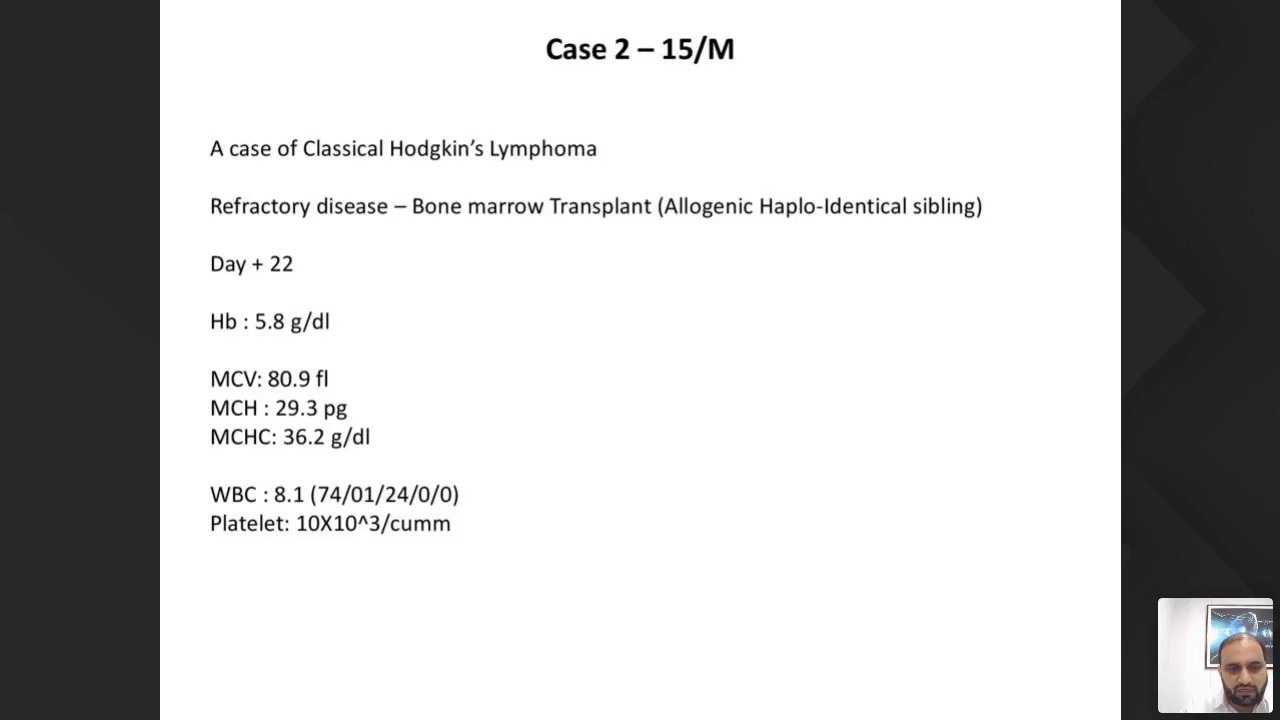 Case 2 – 15/M
A case of Classical Hodgkin’s Lymphoma
Refractory disease – Bone marrow Transplant (Allogenic Haplo-Identical sibling)
Day + 22
Hb : 5.8 g/dl
MCV: 80.9 fl
MCH : 29.3 pg
MCHC: 36.2 g/dl
WBC : 8.1 (74/01/24/0/0)
Platelet: 10X10^3/cumm